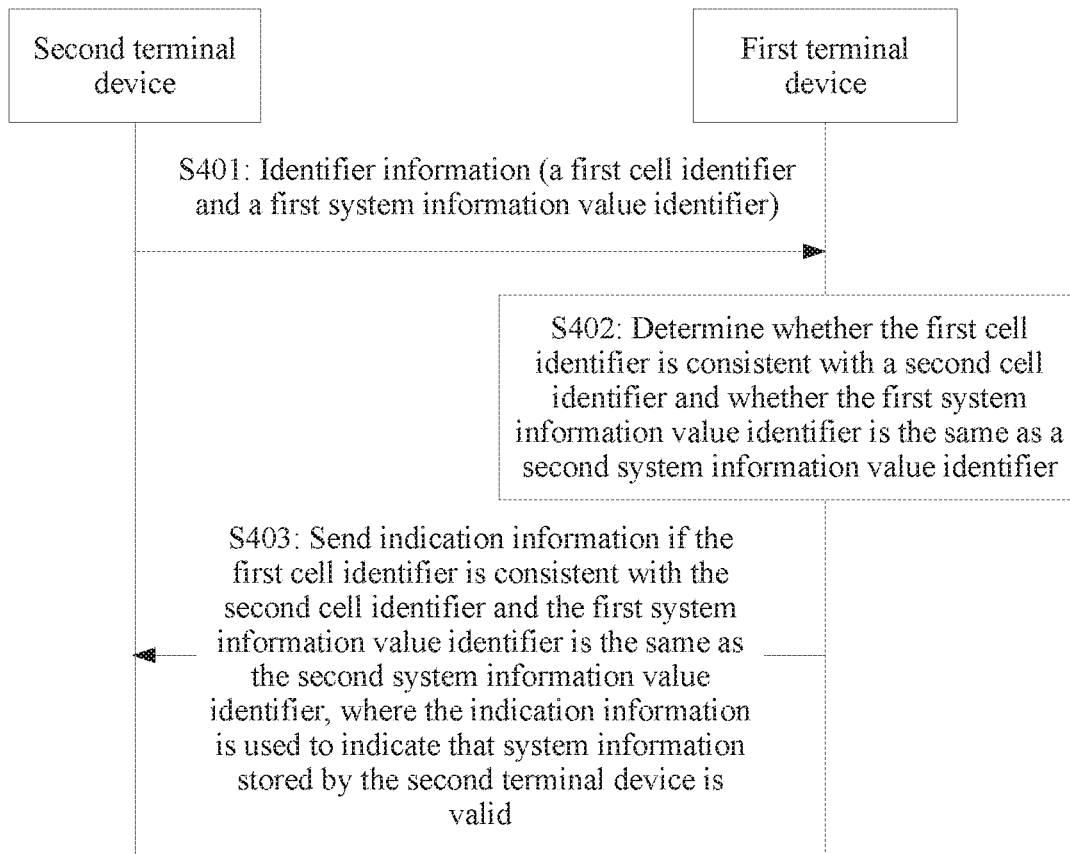 Second terminal
device
First terminal
device
S401: Identifier information (a first cell identifier
and a first system information value identifier)
S402: Determine whether the first cell
identifier is consistent with a second cell
identifier and whether the first system
information value identifier is the same as a
second system information value identifier
S403: Send indication information if the
first cell identifier is consistent with the
second cell identifier and the first system
information value identifier is the same as
the second system information value
identifier, where the indication information
is used to indicate that system information
stored by the second terminal device is
valid